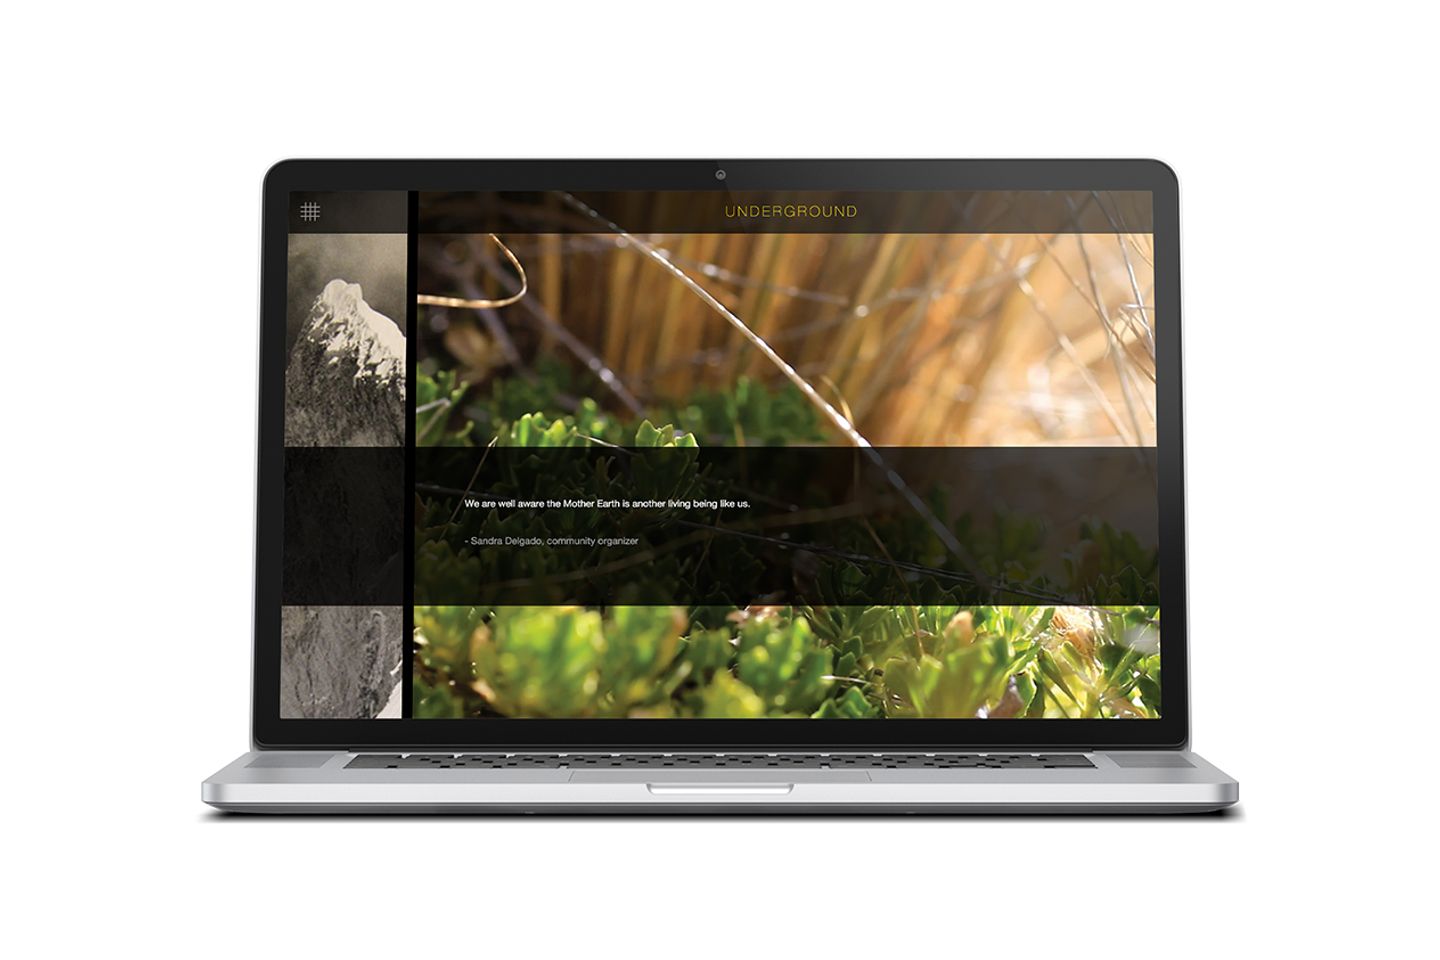 UNDERGROUND
We are well aware the Mother Earth is another living being like us.
- Sandra Delgado, community organizer